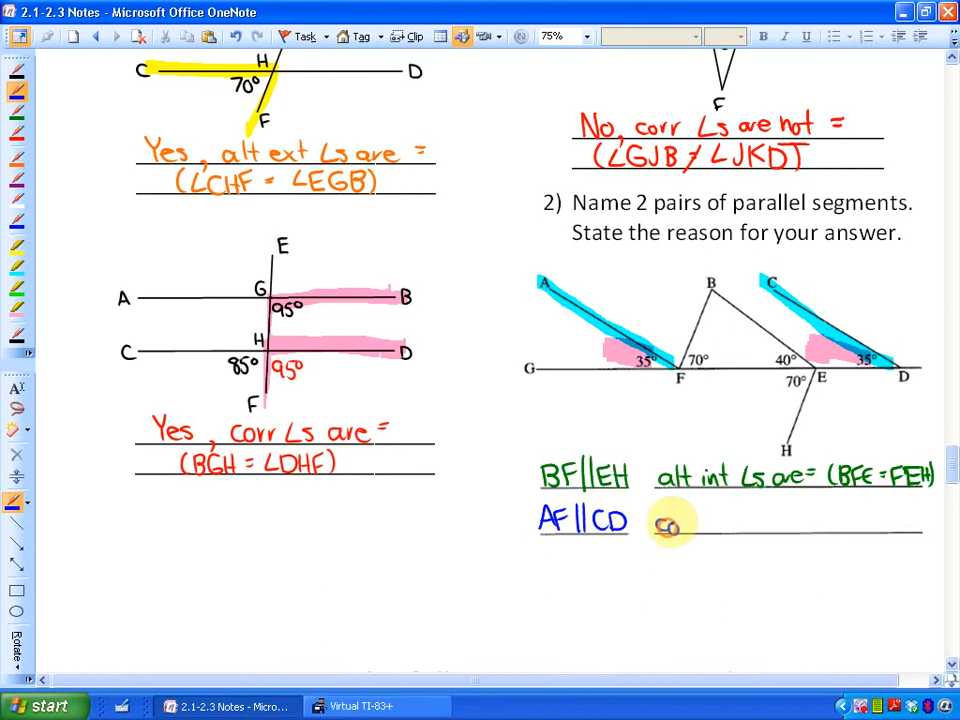 2.1-2.3 Notes - Microsoft Office OneNote
Task
Tag
Clip
75%
B I U
C H D
70°
F
Yes, alt ext ∠s are =
(∠CHF = ∠EGB)
E
A G B
95°
C H D
85° 95°
F
Yes, corr ∠s are =
(BGH = ∠DHF)
F
No, corr ∠s are not =
(∠GJB ≠ ∠JKD)
2) Name 2 pairs of parallel segments.
State the reason for your answer.
A B C
35° 70° 40° 35°
G F 70° E D
H
BF||EH alt int ∠s are = (BFE = FEH)
AF||CD co
Rotate
start
2.1-2.3 Notes - Micro...
Virtual TI-83+